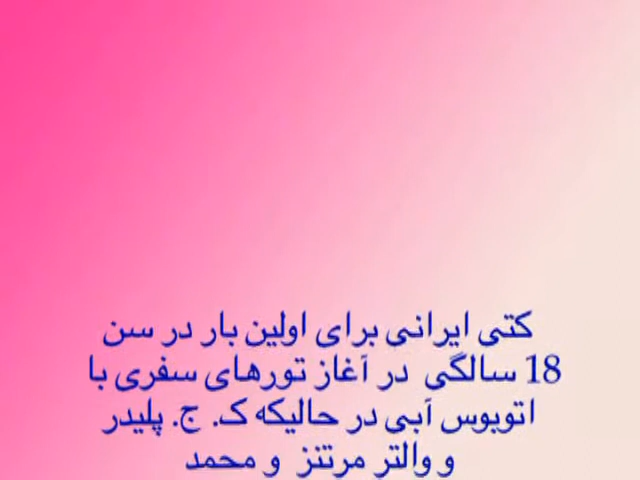 کتی ایرانی برای اولین بار در سن
18 سالگی در آغاز تورهای سفری با
اتوبوس آبی در حالیکه ک. ج. پلیدر
و والتر مرتنز و محمد